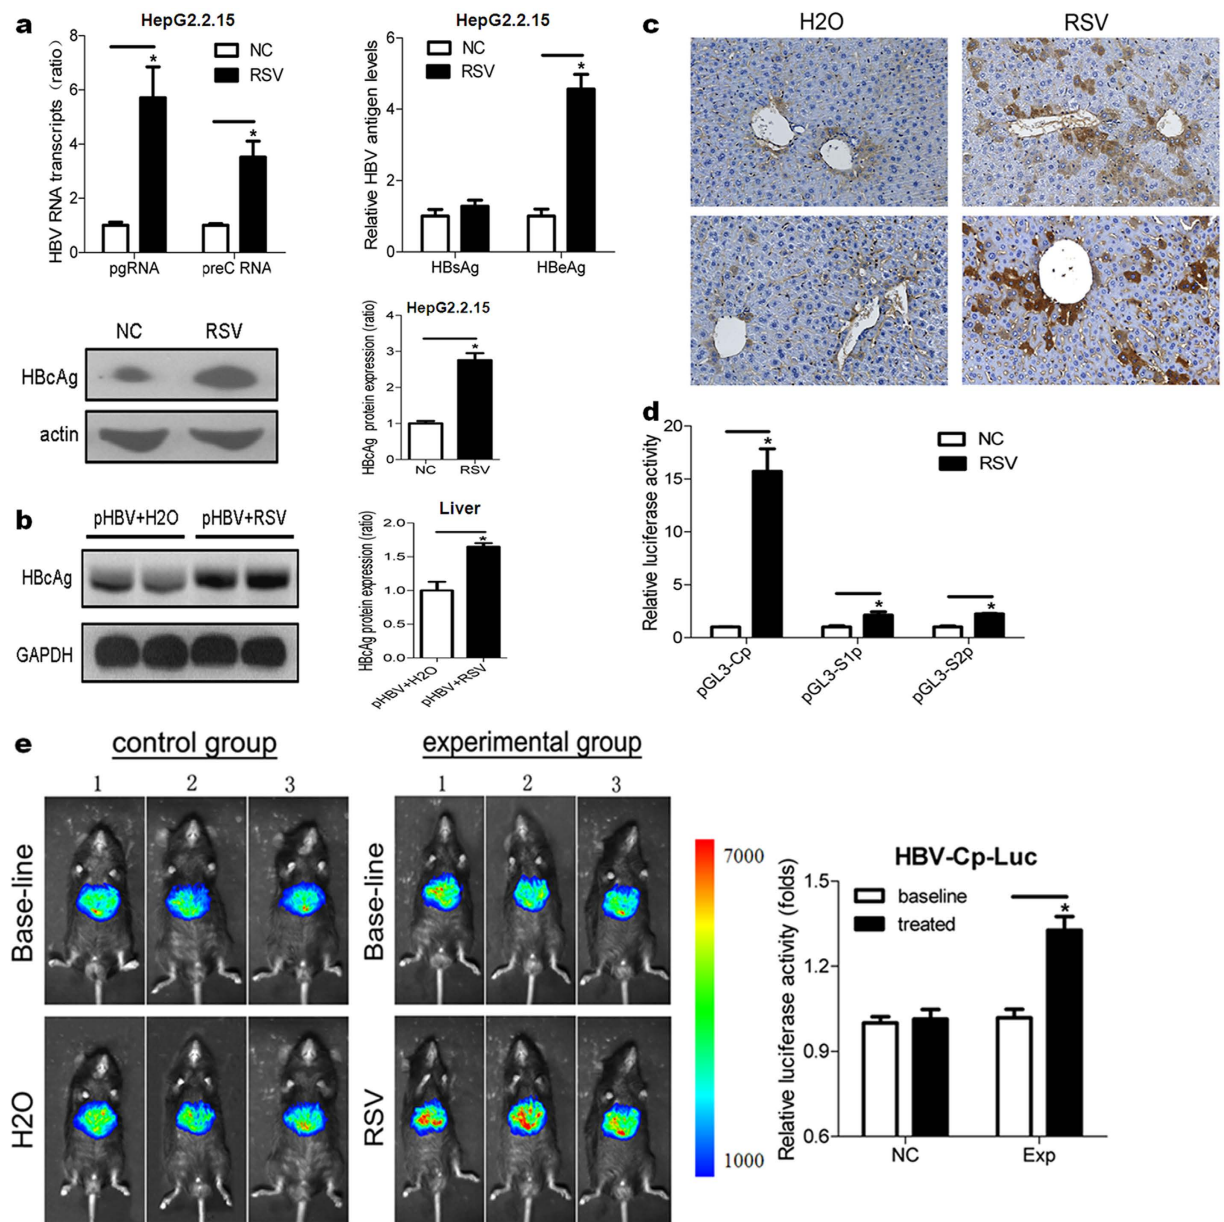 a
HepG2.2.15
HBV RNA transcripts (ratio)
8
6
4
2
0
NC
RSV
*
*
pgRNA
preC RNA
HepG2.2.15
Relative HBV antigen levels
6
4
2
0
NC
RSV
*
HBsAg
HBeAg
NC
RSV
HBcAg
actin
HepG2.2.15
HBcAg protein expression (ratio)
4
3
2
1
0
*
NC
RSV
b
pHBV+H2O
pHBV+RSV
HBcAg
GAPDH
Liver
HBcAg protein expression (ratio)
2.0
1.5
1.0
0.5
0.0
*
pHBV+H2O
pHBV+RSV
c
H2O
RSV
d
Relative luciferase activity
20
15
10
5
0
NC
RSV
*
*
*
pGL3-Cp
pGL3-S1p
pGL3-S2p
e
control group
experimental group
1
2
3
1
2
3
Base-line
Base-line
H2O
RSV
7000
1000
HBV-Cp-Luc
Relative luciferase activity (folds)
1.5
1.2
0.9
0.6
baseline
treated
*
NC
Exp